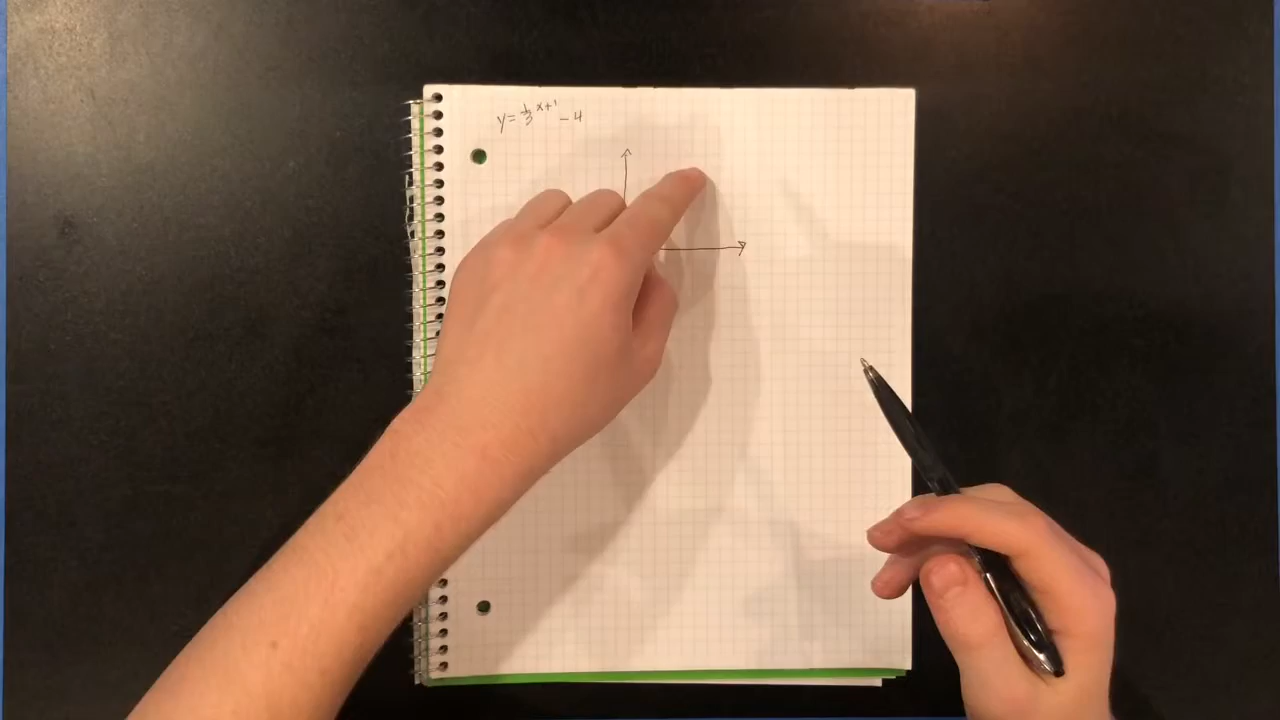 y = 1/3^(x+1) - 4